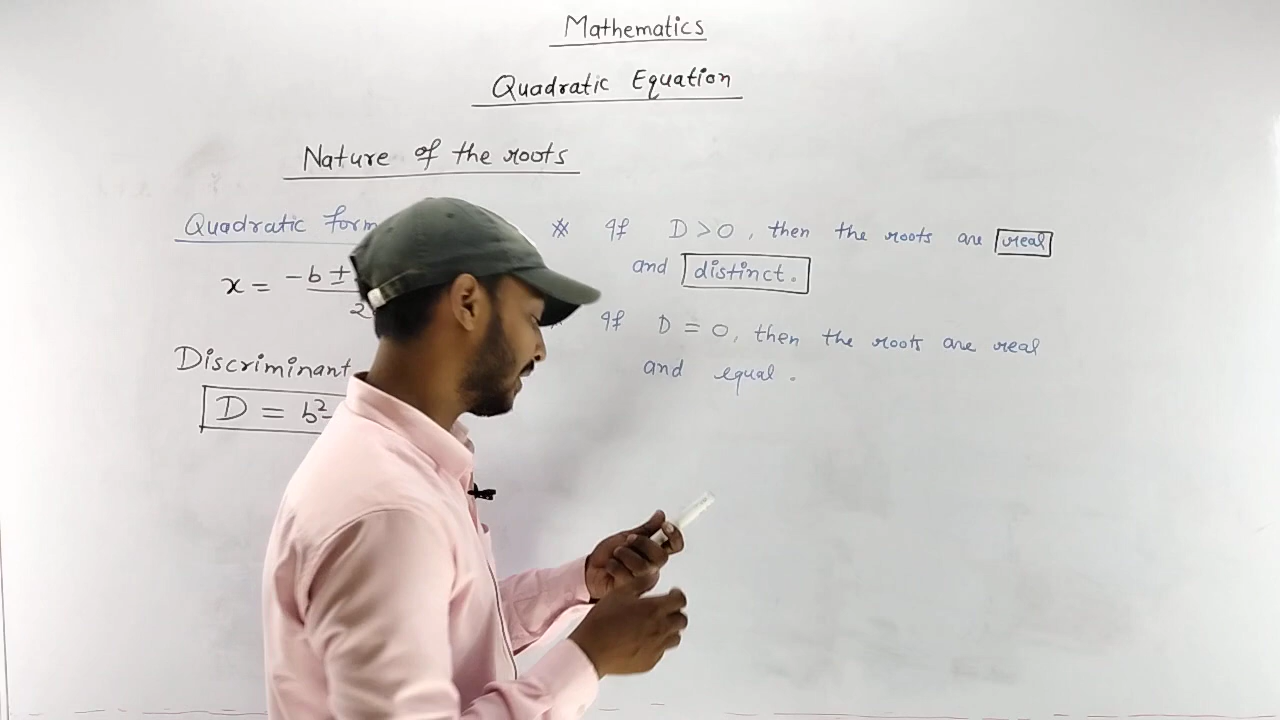 Mathematics
Quadratic Equation
Nature of the roots
Quadratic form
x = -b ±
2
Discriminant
D = b²-
* If D > 0, then the roots are real
and distinct.
* If D = 0, then the roots are real
and equal.